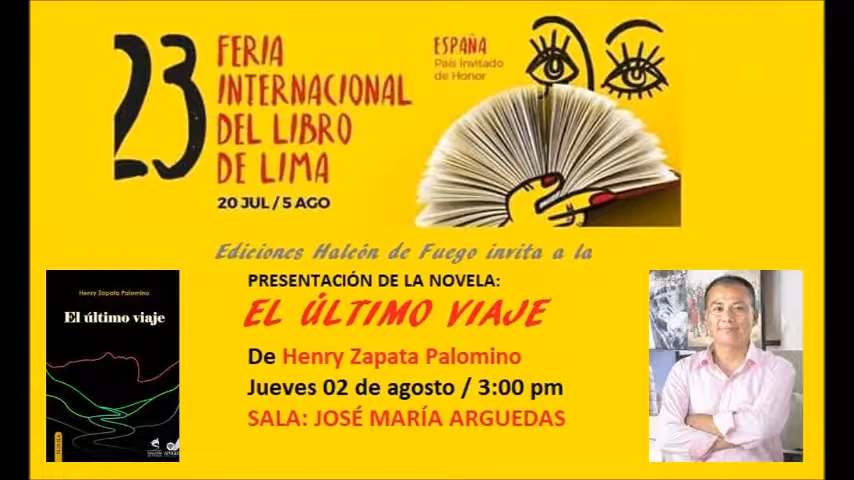 23
FERIA
INTERNACIONAL
DEL LIBRO
DE LIMA
20 JUL / 5 AGO
ESPAÑA
País invitado
de Honor
Ediciones Halcón de Fuego invita a la
PRESENTACIÓN DE LA NOVELA:
EL ÚLTIMO VIAJE
De Henry Zapata Palomino
Jueves 02 de agosto / 3:00 pm
SALA: JOSÉ MARÍA ARGUEDAS
Henry Zapata Palomino
El último viaje